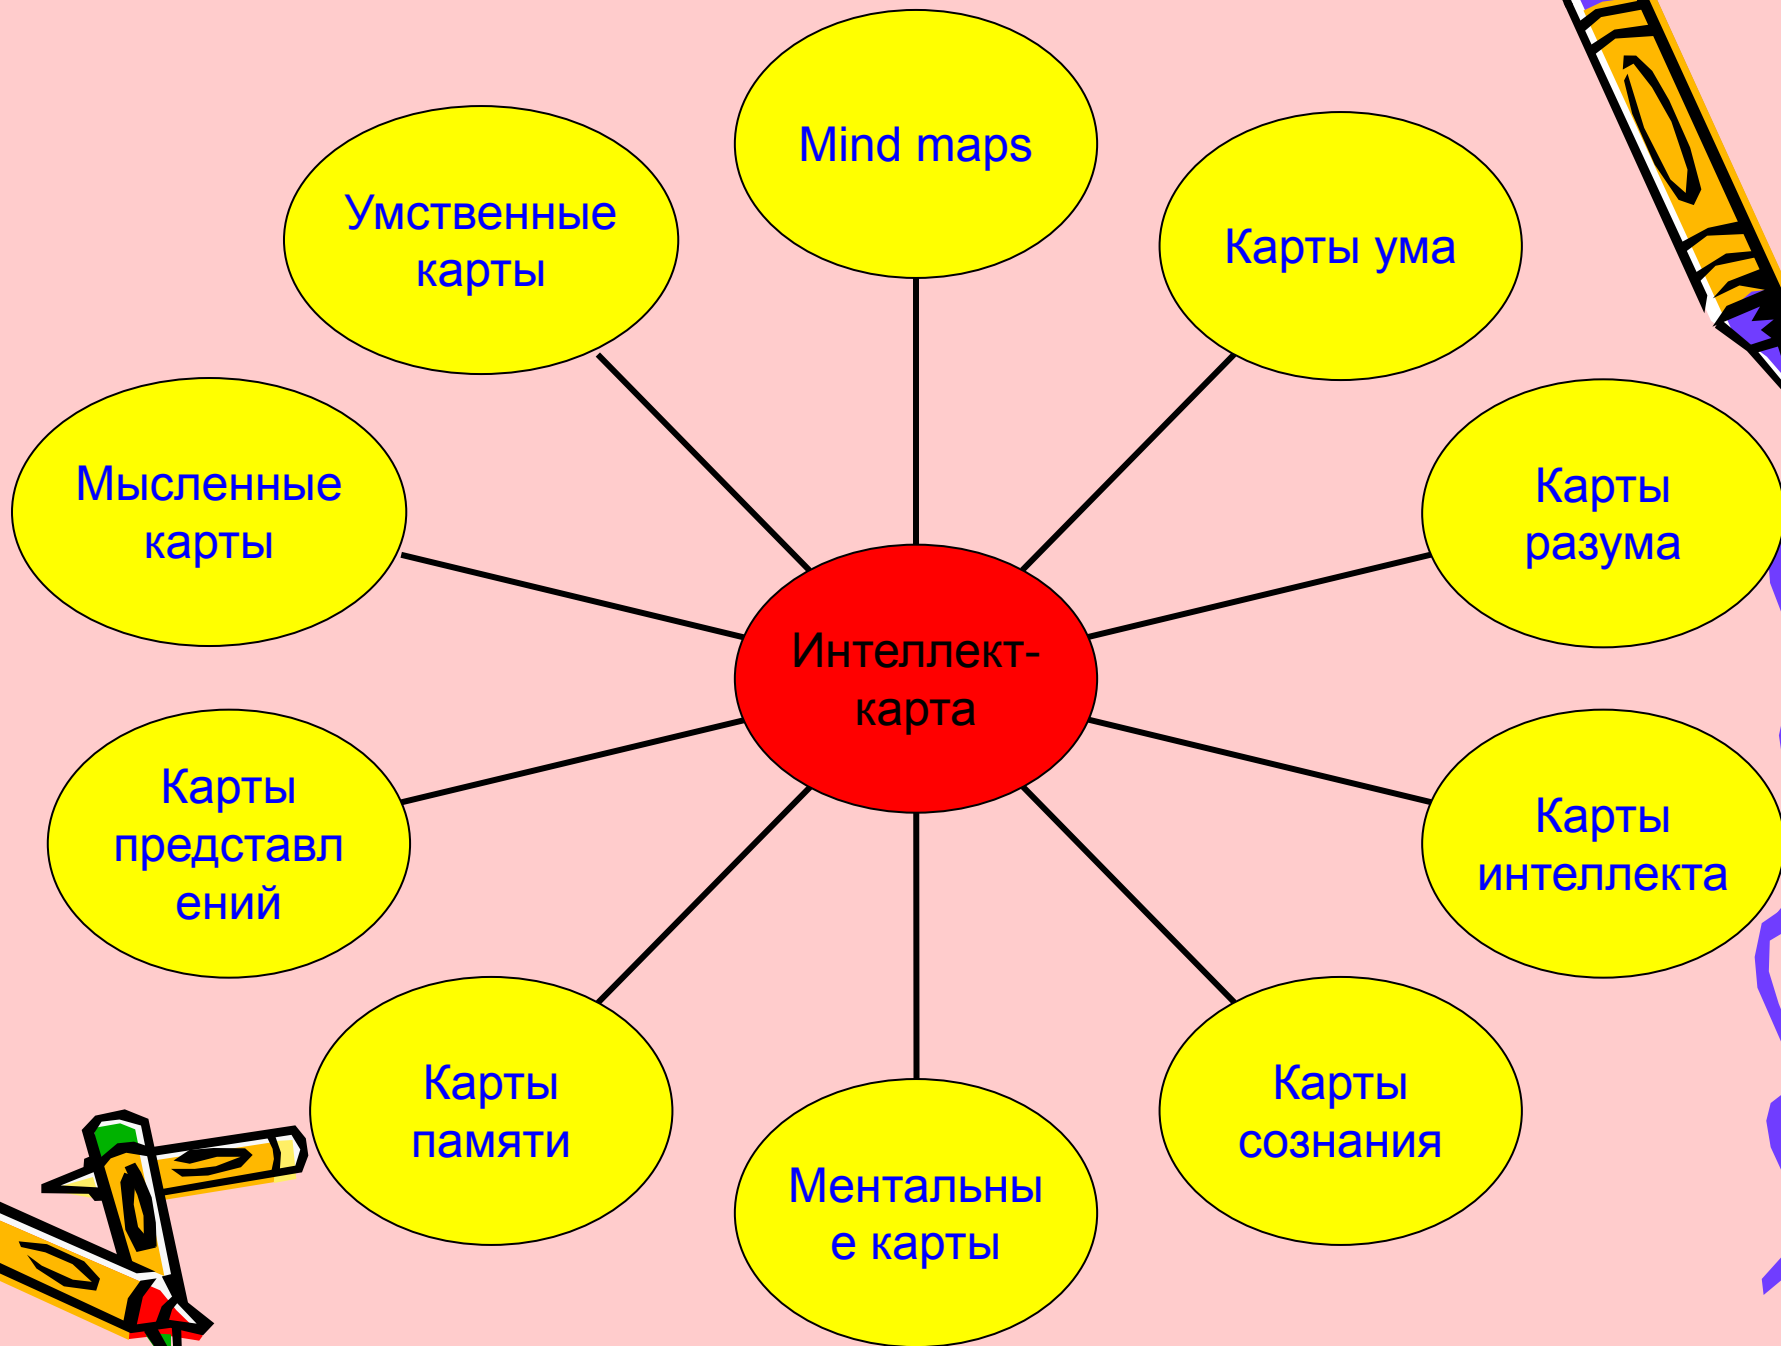 Mind maps
Умственные
карты
Карты ума
Мысленные
карты
Карты
разума
Интеллект-
карта
Карты
представл
ений
Карты
интеллекта
Карты
памяти
Карты
сознания
Ментальны
е карты